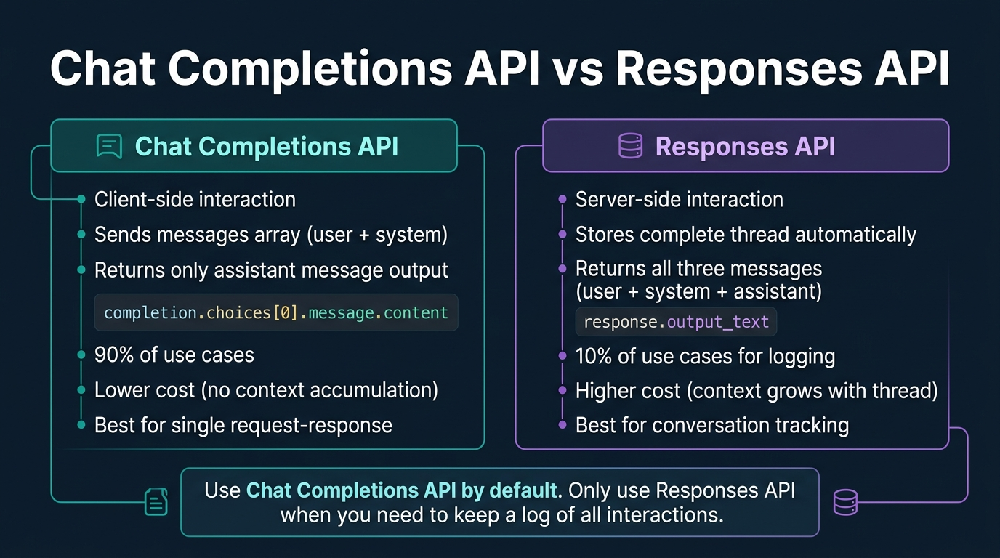 Chat Completions API vs Responses API
Chat Completions API
Client-side interaction
Sends messages array (user + system)
Returns only assistant message output
completion.choices[0].message.content
90% of use cases
Lower cost (no context accumulation)
Best for single request-response
Responses API
Server-side interaction
Stores complete thread automatically
Returns all three messages
(user + system + assistant)
response.output_text
10% of use cases for logging
Higher cost (context grows with thread)
Best for conversation tracking
Use Chat Completions API by default. Only use Responses API
when you need to keep a log of all interactions.